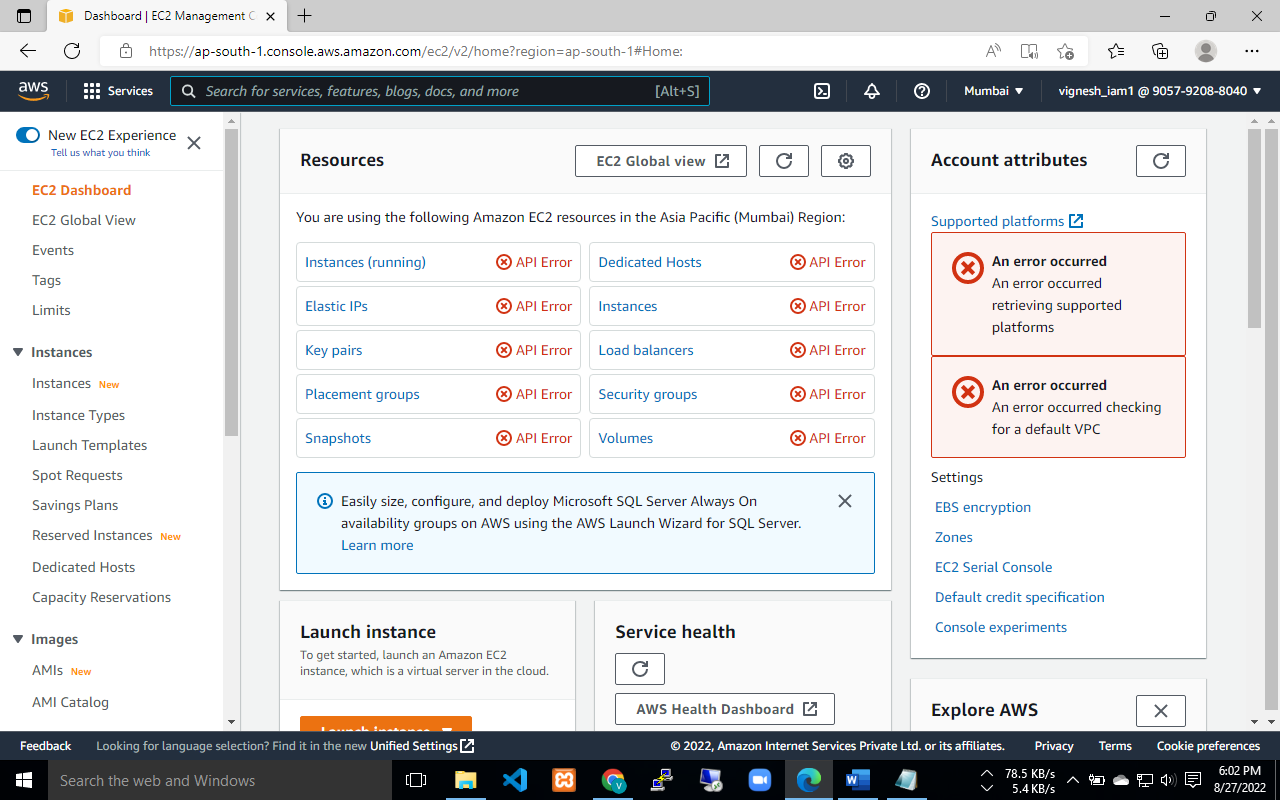 Dashboard | EC2 Management C
https://ap-south-1.console.aws.amazon.com/ec2/v2/home?region=ap-south-1#Home:
aws
Services
Search for services, features, blogs, docs, and more
[Alt+S]
Mumbai
vignesh_iam1 @ 9057-9208-8040
New EC2 Experience
Tell us what you think
EC2 Dashboard
EC2 Global View
Events
Tags
Limits
Instances
Instances New
Instance Types
Launch Templates
Spot Requests
Savings Plans
Reserved Instances New
Dedicated Hosts
Capacity Reservations
Images
AMIs New
AMI Catalog
Resources
EC2 Global view
You are using the following Amazon EC2 resources in the Asia Pacific (Mumbai) Region:
Instances (running) API Error
Dedicated Hosts API Error
Elastic IPs API Error
Instances API Error
Key pairs API Error
Load balancers API Error
Placement groups API Error
Security groups API Error
Snapshots API Error
Volumes API Error
Easily size, configure, and deploy Microsoft SQL Server Always On
availability groups on AWS using the AWS Launch Wizard for SQL Server.
Learn more
Launch instance
To get started, launch an Amazon EC2
instance, which is a virtual server in the cloud.
Launch instance
Service health
AWS Health Dashboard
Account attributes
Supported platforms
An error occurred
An error occurred
retrieving supported
platforms
An error occurred
An error occurred checking
for a default VPC
Settings
EBS encryption
Zones
EC2 Serial Console
Default credit specification
Console experiments
Explore AWS
Feedback
Looking for language selection? Find it in the new Unified Settings
© 2022, Amazon Internet Services Private Ltd. or its affiliates.
Privacy
Terms
Cookie preferences
Search the web and Windows
78.5 KB/s
5.4 KB/s
6:02 PM
8/27/2022